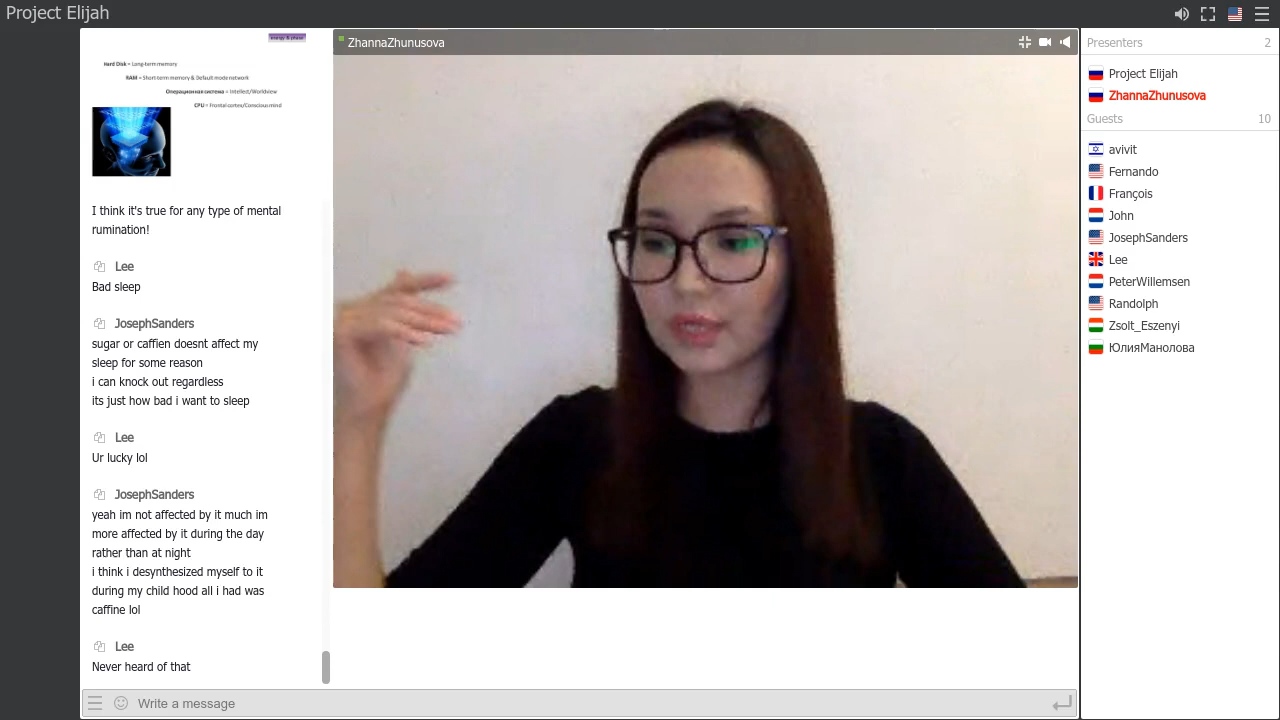 Project Elijah
energy & phase
Hard Disk = Long-term memory
RAM = Short-term memory & Default mode network
Операционная система = Intellect/Worldview
CPU = Frontal cortex/Conscious mind
I think it's true for any type of mental
rumination!
Lee
Bad sleep
JosephSanders
sugar or caffien doesnt affect my
sleep for some reason
i can knock out regardless
its just how bad i want to sleep
Lee
Ur lucky lol
JosephSanders
yeah im not affected by it much im
more affected by it during the day
rather than at night
i think i desynthesized myself to it
during my child hood all i had was
caffine lol
Lee
Never heard of that
Write a message
ZhannaZhunusova
Presenters 2
Project Elijah
ZhannaZhunusova
Guests 10
avivit
Fernando
François
John
JosephSanders
Lee
PeterWillemsen
Randolph
Zsolt_Eszenyi
ЮлияМанолова